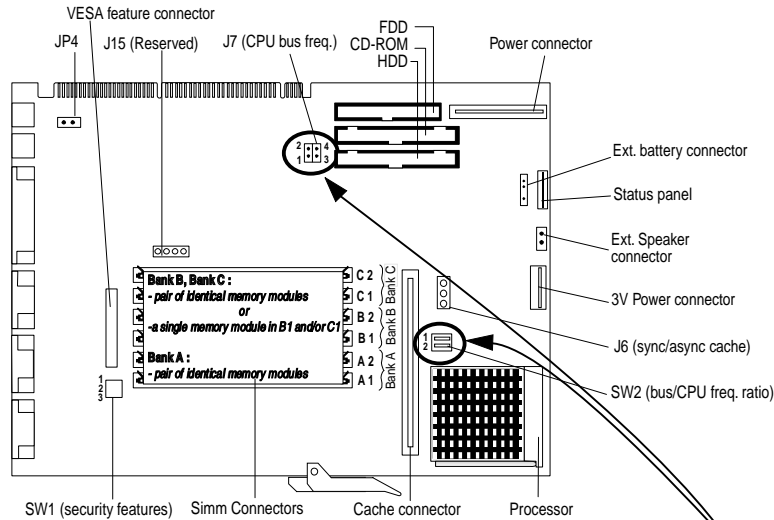 VESA feature connector
JP4
J15 (Reserved)
J7 (CPU bus freq.)
FDD
CD-ROM
HDD
Power connector
2 4
1 3
Ext. battery connector
Status panel
Ext. Speaker
connector
3V Power connector
J6 (sync/async cache)
SW2 (bus/CPU freq. ratio)
Bank B, Bank C :
- pair of identical memory modules
or
-a single memory module in B1 and/or C1
Bank A :
- pair of identical memory modules
C 2
C 1
B 2
B 1
A 2
A 1
Bank C
Bank B
Bank A
1
2
1
2
3
SW1 (security features)
Simm Connectors
Cache connector
Processor